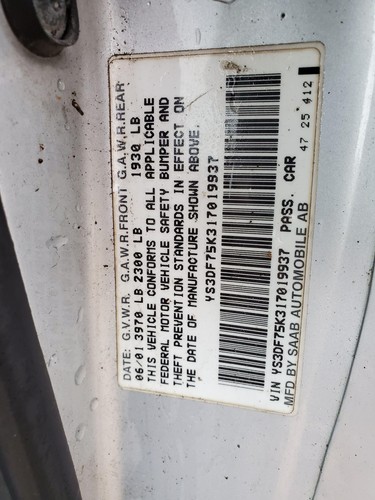 DATE: G.V.W.R. G.A.W.R.FRONT G.A.W.R.REAR
06/01 3970 LB 2300 LB 1930 LB
THIS VEHICLE CONFORMS TO ALL APPLICABLE
FEDERAL MOTOR VEHICLE SAFETY BUMPER AND
THEFT PREVENTION STANDARDS IN EFFECT ON
THE DATE OF MANUFACTURE SHOWN ABOVE.
YS3DF75K317019937
VIN YS3DF75K317019937 PASS. CAR
MFD BY SAAB AUTOMOBILE AB 47 25 412